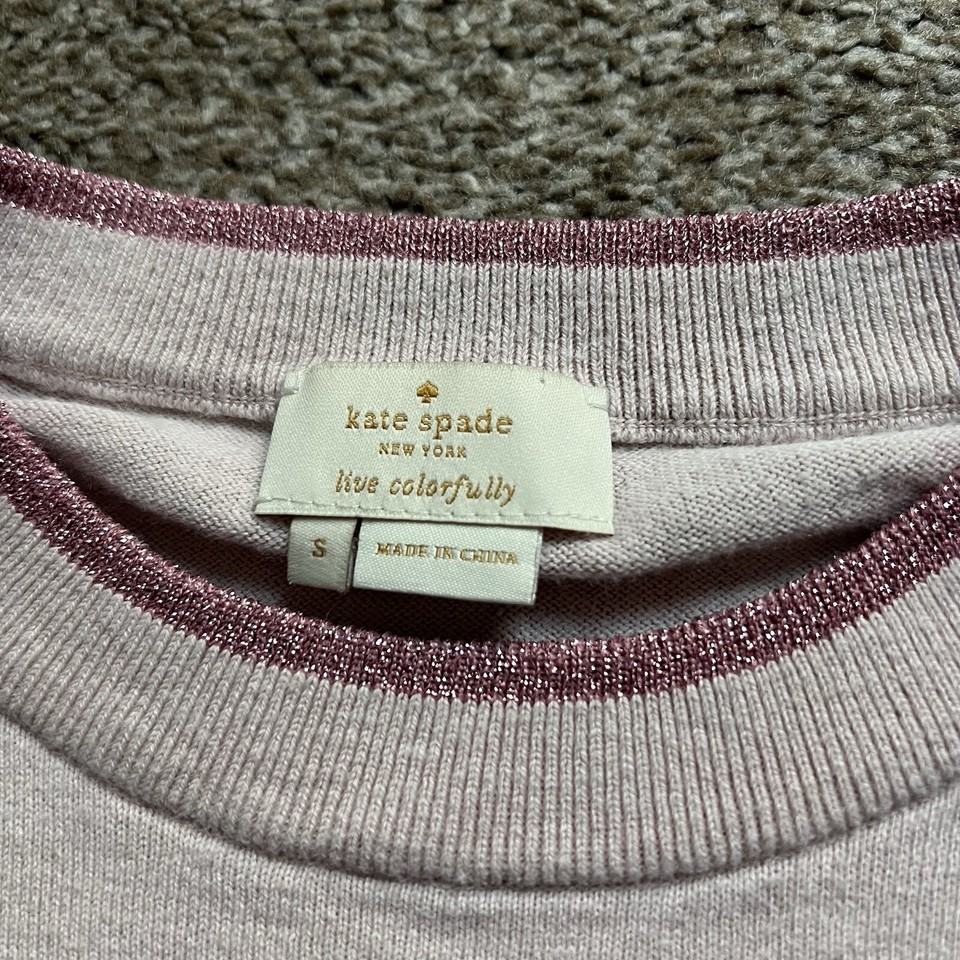 kate spade
NEW YORK
live colorfully
S
MADE IN CHINA